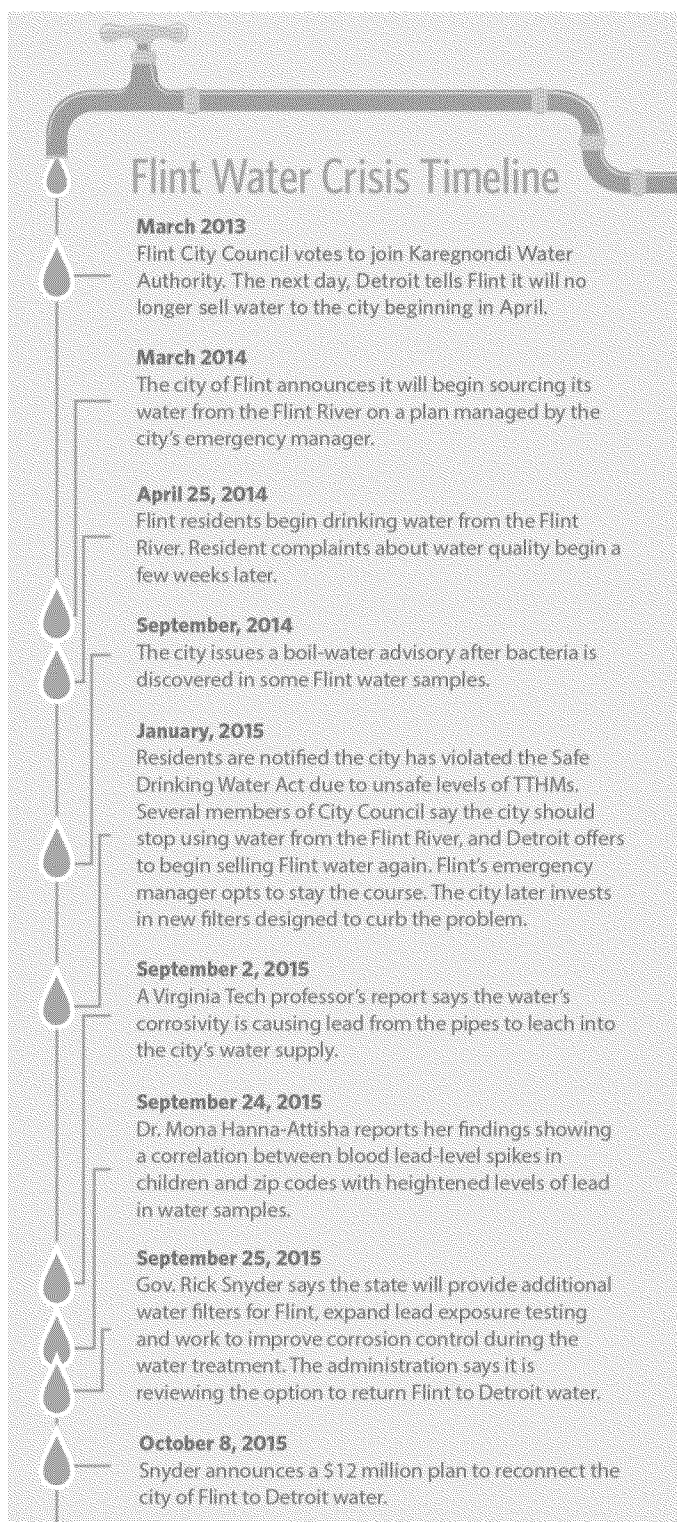 Flint Water Crisis Timeline
March 2013
Flint City Council votes to join Karegnondi Water
Authority. The next day, Detroit tells Flint it will no
longer sell water to the city beginning in April.
March 2014
The city of Flint announces it will begin sourcing its
water from the Flint River on a plan managed by the
city's emergency manager.
April 25, 2014
Flint residents begin drinking water from the Flint
River. Resident complaints about water quality begin a
few weeks later.
September, 2014
The city issues a boil-water advisory after bacteria is
discovered in some Flint water samples.
January, 2015
Residents are notified the city has violated the Safe
Drinking Water Act due to unsafe levels of TTHMs.
Several members of City Council say the city should
stop using water from the Flint River, and Detroit offers
to begin selling Flint water again. Flint's emergency
manager opts to stay the course. The city later invests
in new filters designed to curb the problem.
September 2, 2015
A Virginia Tech professor's report says the water's
corrosivity is causing lead from the pipes to leach into
the city's water supply.
September 24, 2015
Dr. Mona Hanna-Attisha reports her findings showing
a correlation between blood lead-level spikes in
children and zip codes with heightened levels of lead
in water samples.
September 25, 2015
Gov. Rick Snyder says the state will provide additional
water filters for Flint, expand lead exposure testing
and work to improve corrosion control during the
water treatment. The administration says it is
reviewing the option to return Flint to Detroit water.
October 8, 2015
Snyder announces a $12 million plan to reconnect the
city of Flint to Detroit water.